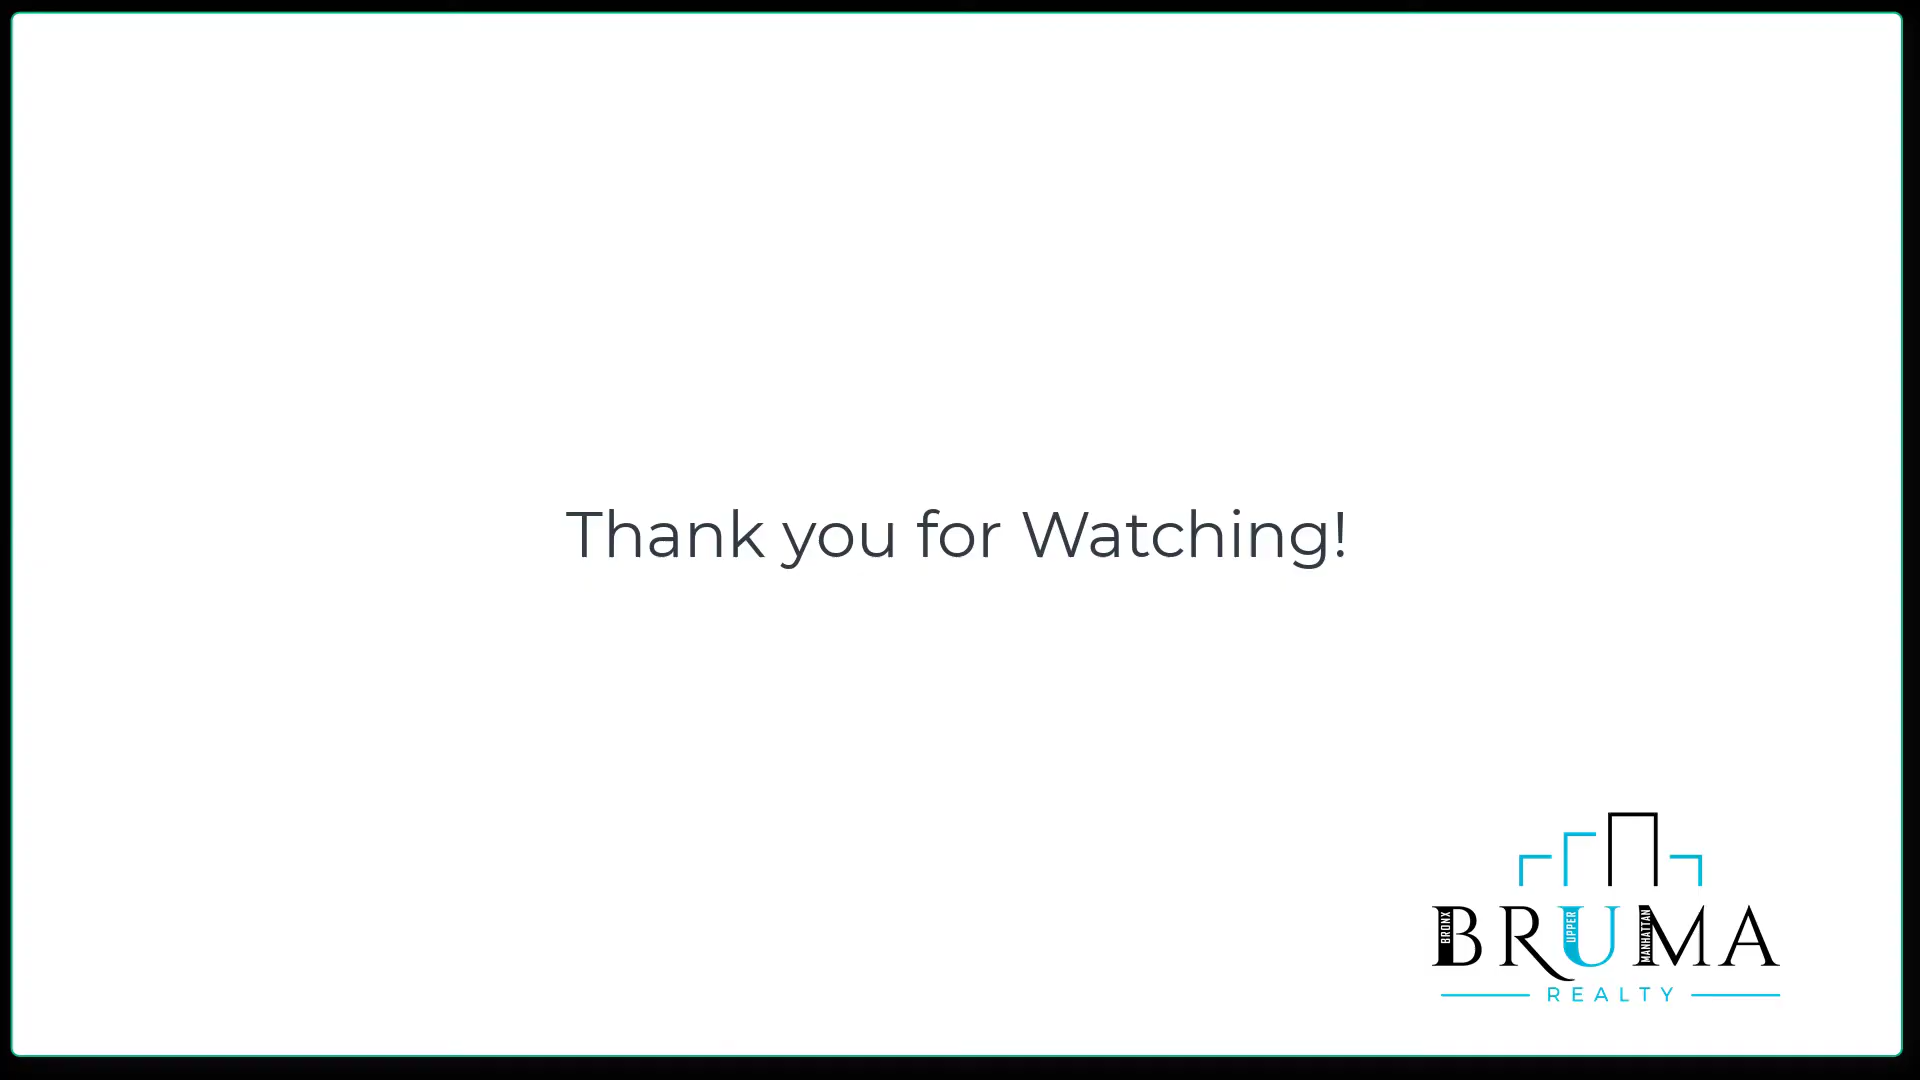 Thank you for Watching!
BRONX
UPPER
MANHATTAN
BRUMA
REALTY